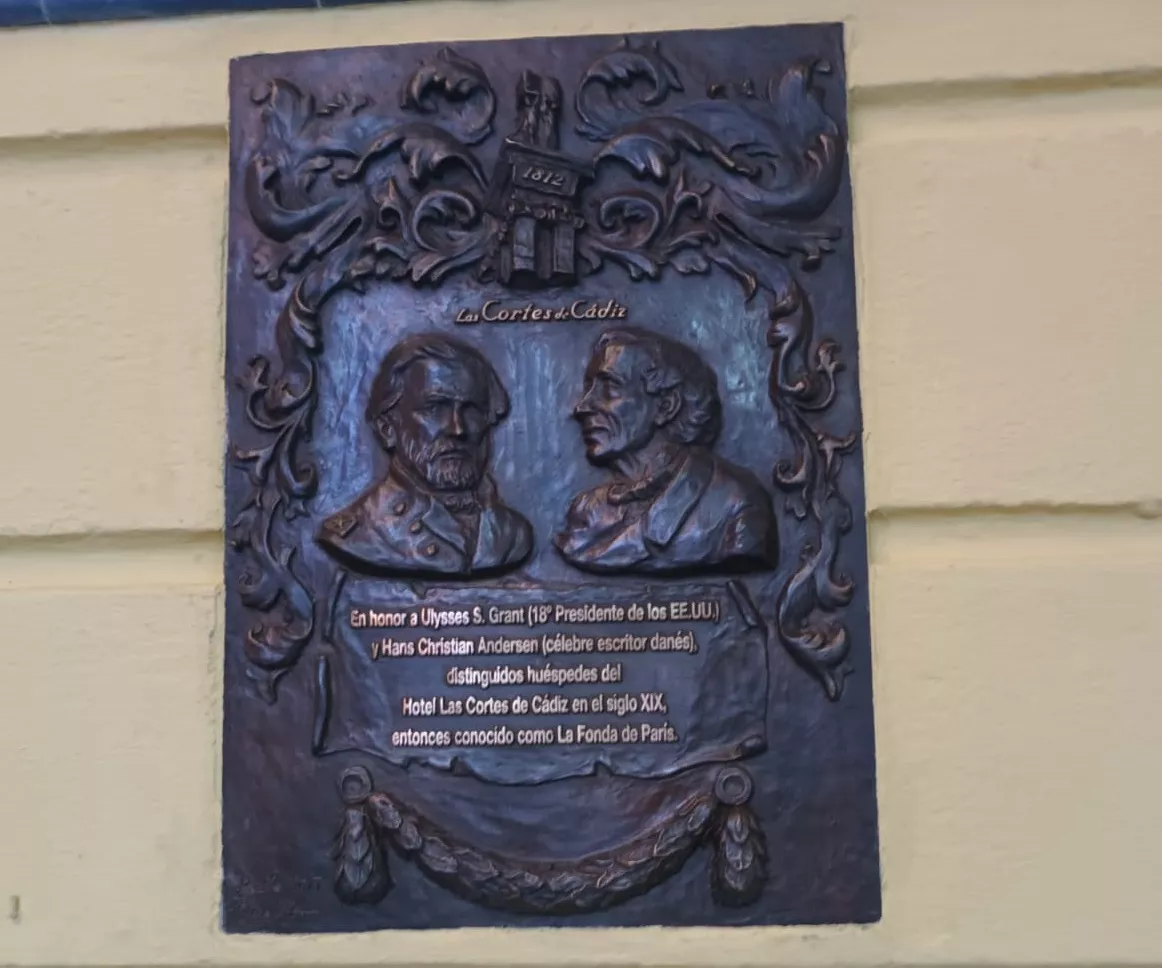 1812
Las Cortes de Cádiz
En honor a Ulysses S. Grant (18º Presidente de los EE.UU.)
y Hans Christian Andersen (célebre escritor danés),
distinguidos huéspedes del
Hotel Las Cortes de Cádiz en el siglo XIX,
entonces conocido como La Fonda de París.